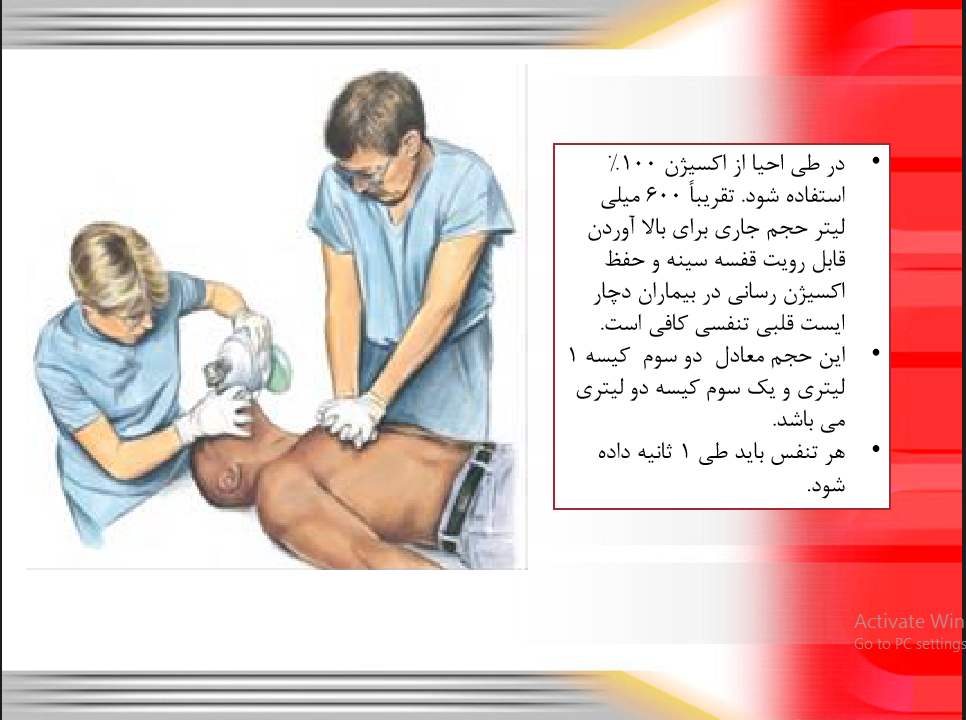 • در طی احیا از اکسیژن ۱۰۰٪
استفاده شود. تقریباً ۶۰۰ میلی
لیتر حجم جاری برای بالا آوردن
قابل رویت قفسه سینه و حفظ
اکسیژن رسانی در بیماران دچار
ایست قلبی تنفسی کافی است.
• این حجم معادل دو سوم کیسه ۱
لیتری و یک سوم کیسه دو لیتری
می باشد.
• هر تنفس باید طی ۱ ثانیه داده
شود.
Activate Win
Go to PC settings